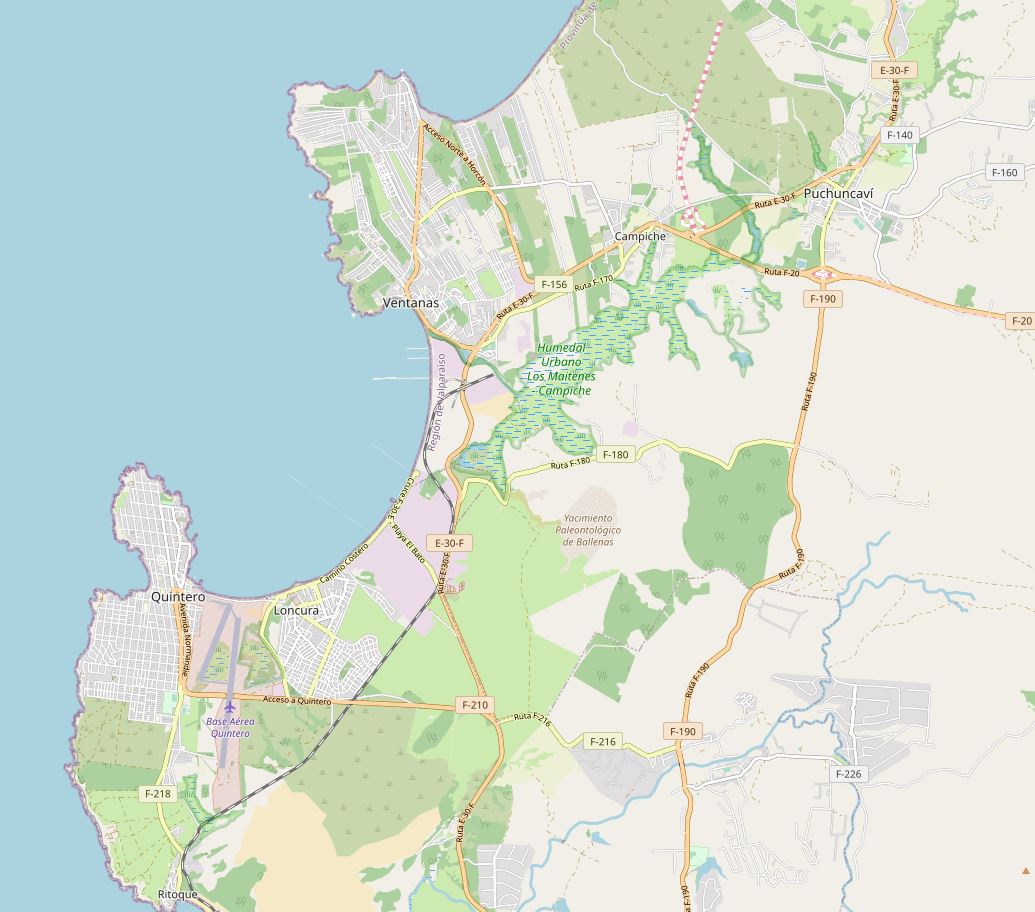 Provincia de
E-30-F
Ruta E-30-F
F-140
Acceso Norte a Horcón
F-160
Puchuncaví
Ruta E-30-F
Campiche
Ruta F-20
F-156
Ruta F-170
F-190
Ventanas
Ruta E-30-F
F-20
Humedal
Urbano
Los Maitenes
- Campiche
Región de Valparaíso
Ruta F-190
F-180
Ruta F-180
Cruce F-30-E - Playa El Bato
Yacimiento
Paleontológico
de Ballenas
E-30-F
Camino Costero
Ruta E-30-F
Ruta F-190
Quintero
Loncura
Avenida Normandie
Ruta F-190
Acceso a Quintero
F-210
Base Aérea
Quintero
Ruta F-216
F-216
F-190
F-226
F-218
Ruta E-30-F
Ritoque
F-190